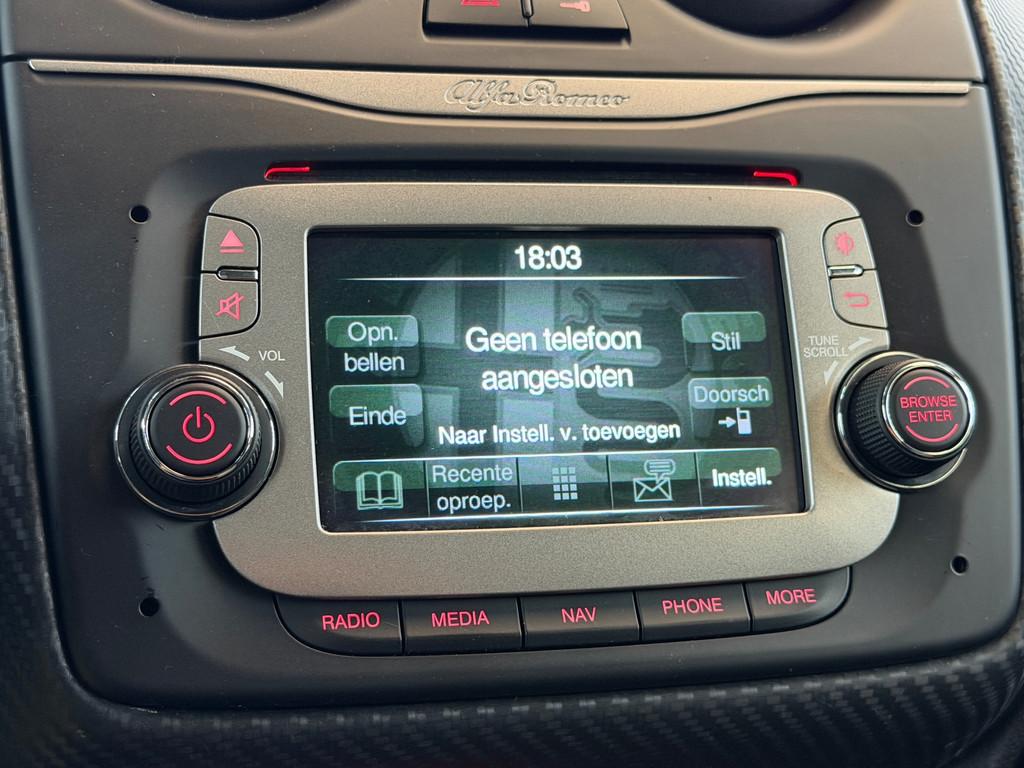 Alfa Romeo
18:03
Opn.
bellen
Geen telefoon
aangesloten
Stil
Einde
Doorsch
Naar Instell. v. toevoegen
Recente
oproep.
Instell.
VOL
TUNE
SCROLL
BROWSE
ENTER
RADIO
MEDIA
NAV
PHONE
MORE